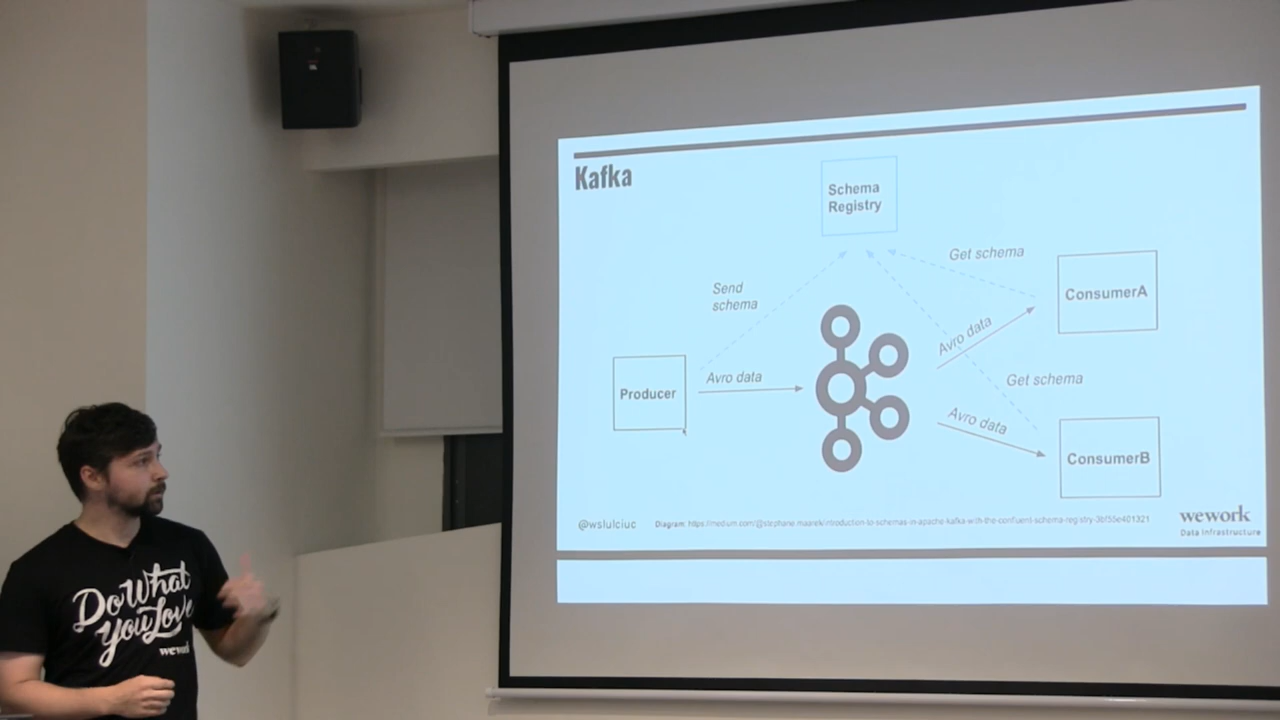 Kafka
Schema
Registry
Get schema
Send
schema
ConsumerA
Avro data
Producer
Avro data
Get schema
Avro data
ConsumerB
@wslulciuc
Diagram: https://medium.com/@stephane.maarek/introduction-to-schemas-in-apache-kafka-with-the-confluent-schema-registry-3bf55e401321
wework
Data Infrastructure
Do What
You Love
wework